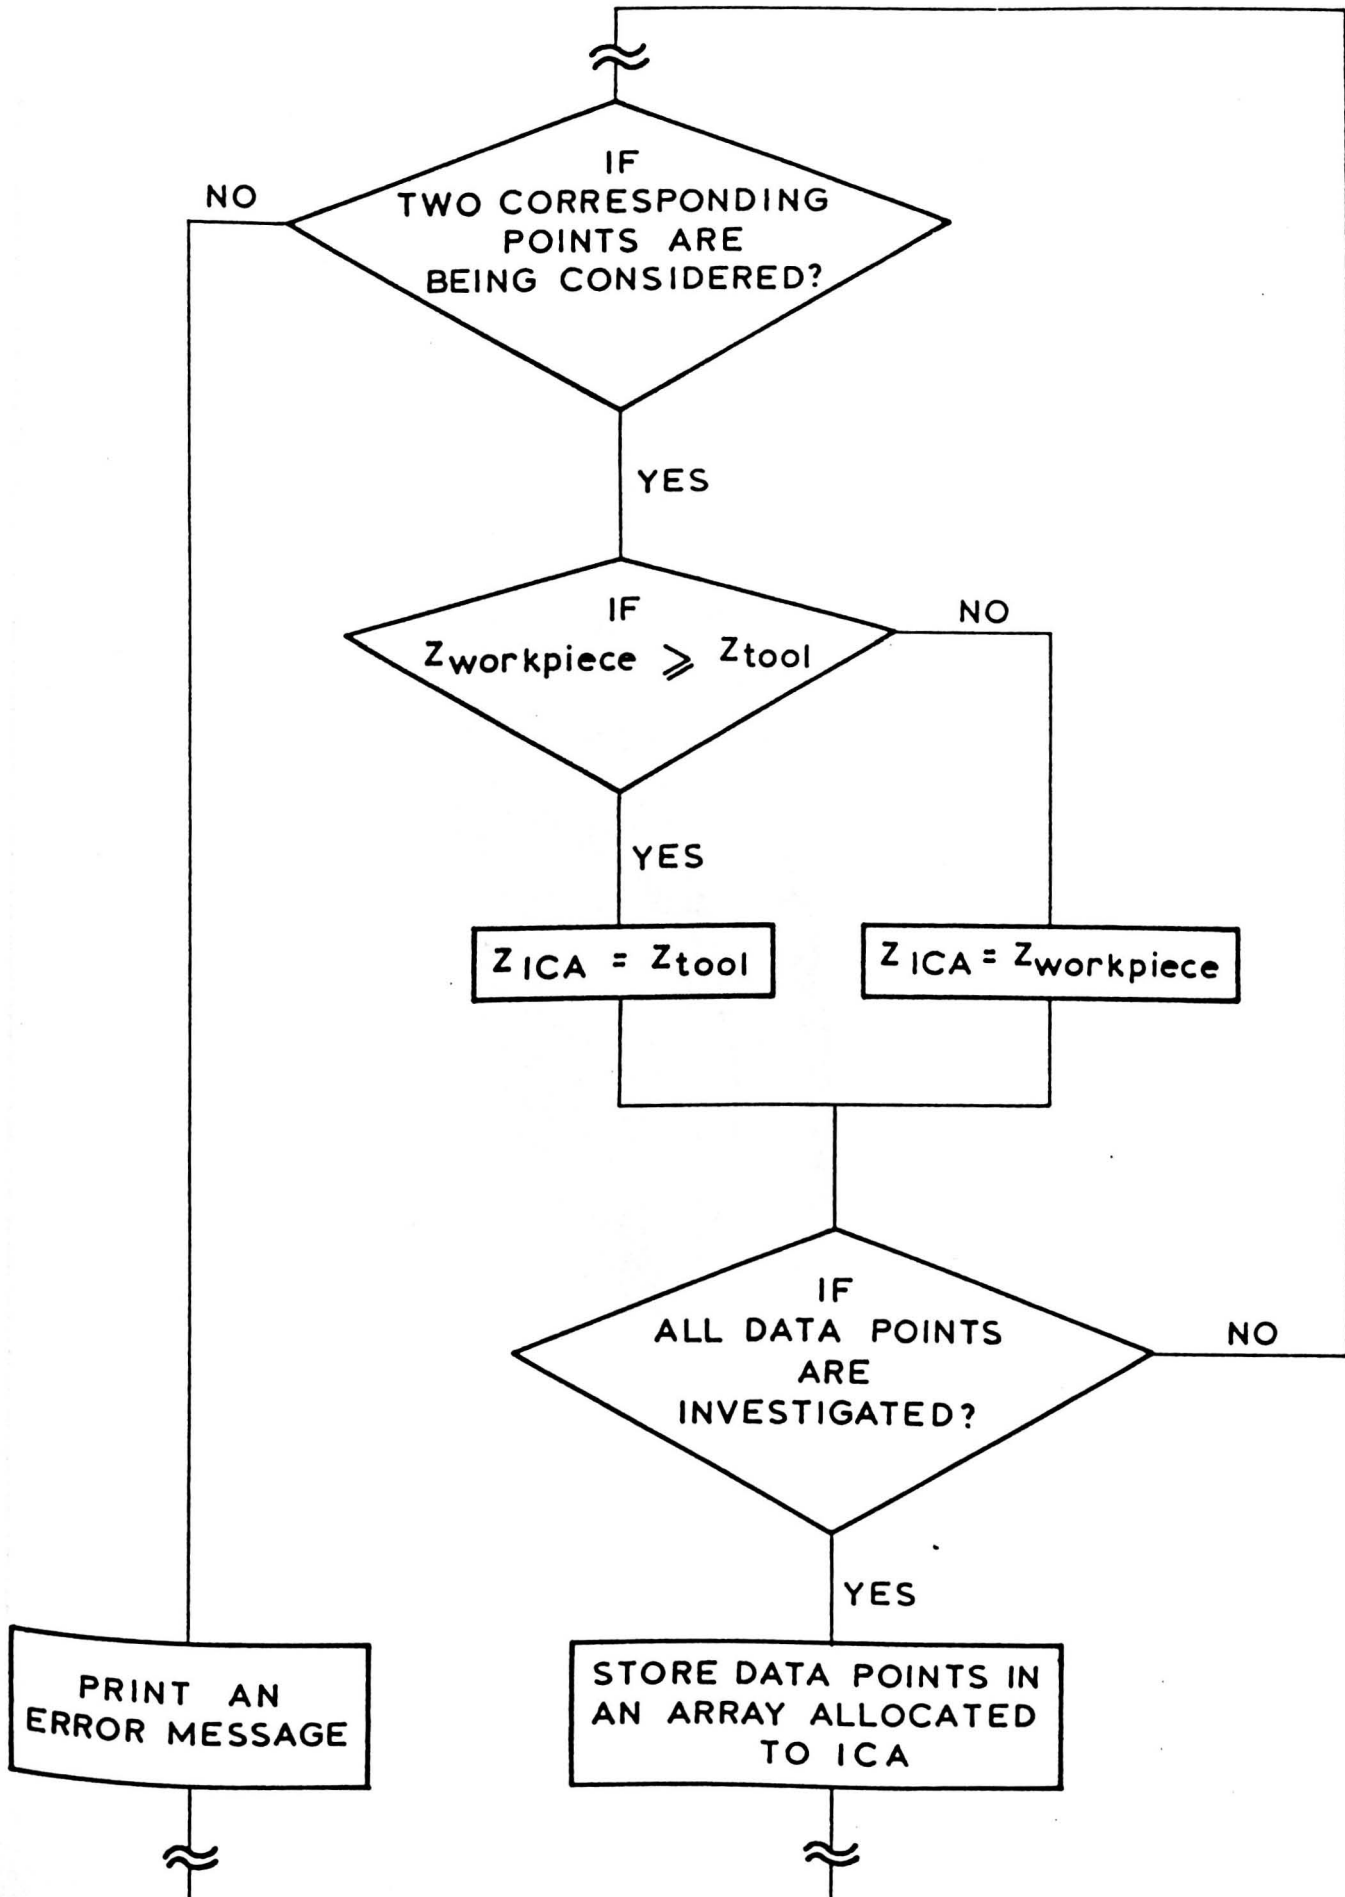 IF
TWO CORRESPONDING
POINTS ARE
BEING CONSIDERED?
NO
YES
IF
Zworkpiece ⩾ Ztool
NO
YES
ZICA = Ztool
ZICA = Zworkpiece
IF
ALL DATA POINTS
ARE
INVESTIGATED?
NO
YES
PRINT AN
ERROR MESSAGE
STORE DATA POINTS IN
AN ARRAY ALLOCATED
TO ICA